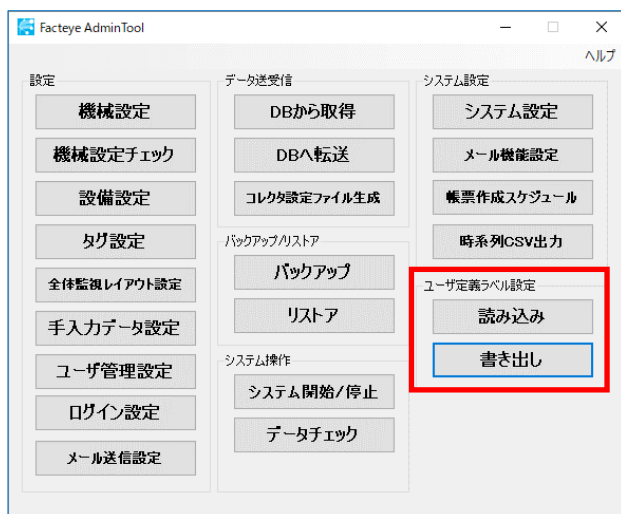 Facteye AdminTool
ヘルプ
設定
機械設定
機械設定チェック
設備設定
タグ設定
全体監視レイアウト設定
手入力データ設定
ユーザ管理設定
ログイン設定
メール送信設定
データ送受信
DBから取得
DBへ転送
コレクタ設定ファイル生成
バックアップ/リストア
バックアップ
リストア
システム操作
システム開始/停止
データチェック
システム設定
システム設定
メール機能設定
帳票作成スケジュール
時系列CSV出力
ユーザ定義ラベル設定
読み込み
書き出し